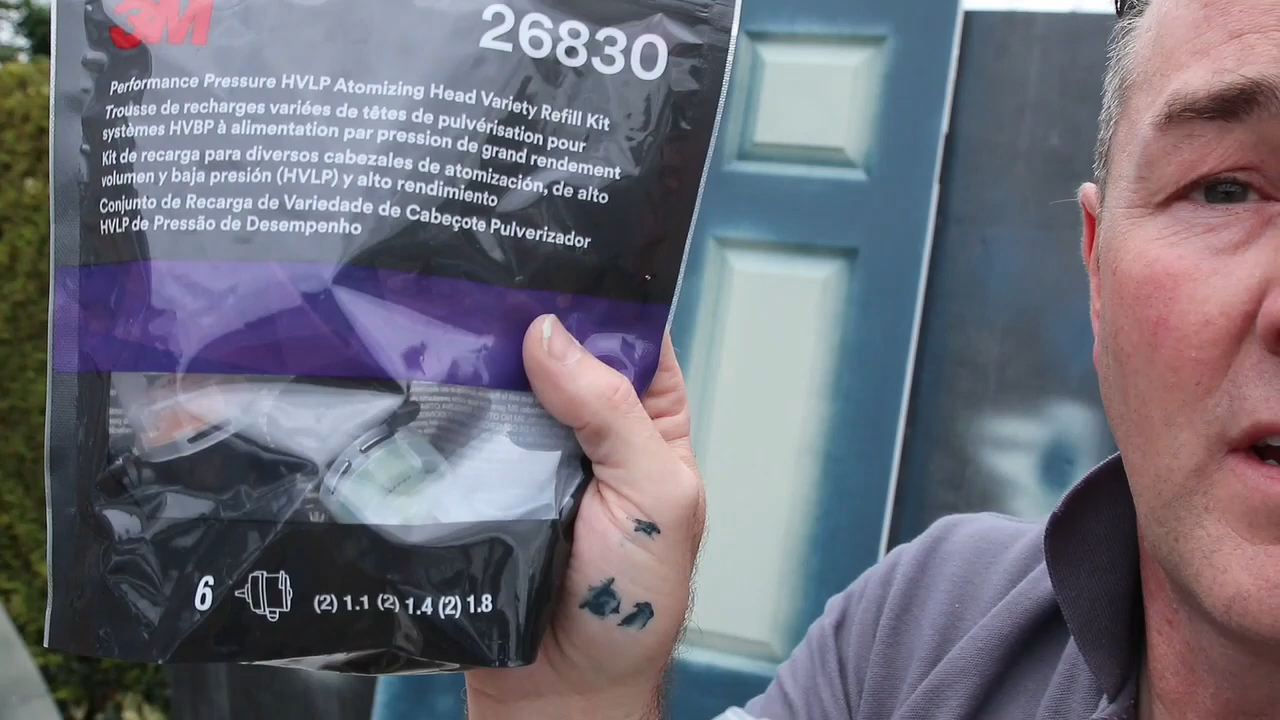 3M
26830
Performance Pressure HVLP Atomizing Head Variety Refill Kit
Trousse de recharges variées de têtes de pulvérisation pour
systèmes HVBP à alimentation par pression de grand rendement
Kit de recarga para diversos cabezales de atomización, de alto
volumen y baja presión (HVLP) y alto rendimiento
Conjunto de Recarga de Variedade de Cabeçote Pulverizador
HVLP de Pressão de Desempenho
6 (2) 1.1 (2) 1.4 (2) 1.8